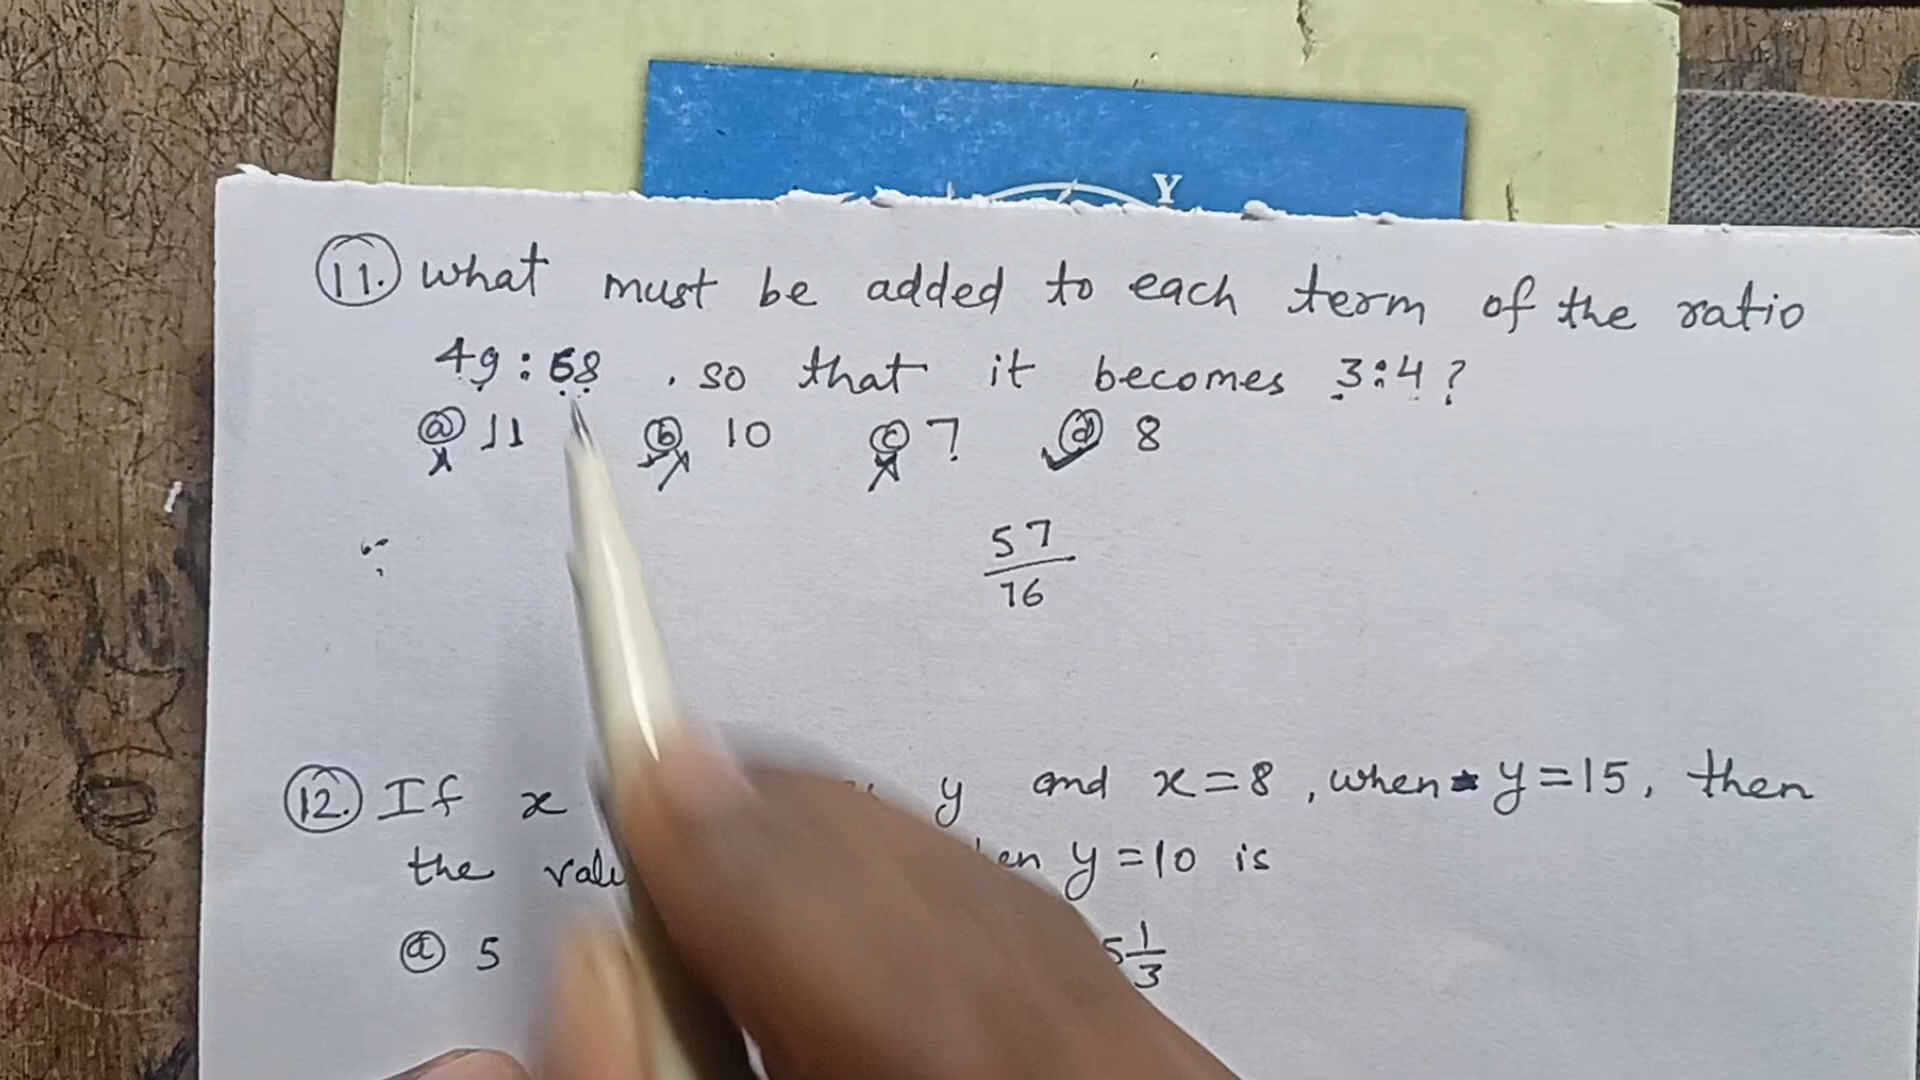 Y
11. What must be added to each term of the ratio
49 : 68 . so that it becomes 3:4 ?
a 11 b 10 c 7 d 8
57
76
12. If x y and x = 8 , when y = 15 , then
the y = 10 is
a 5 5 1/3